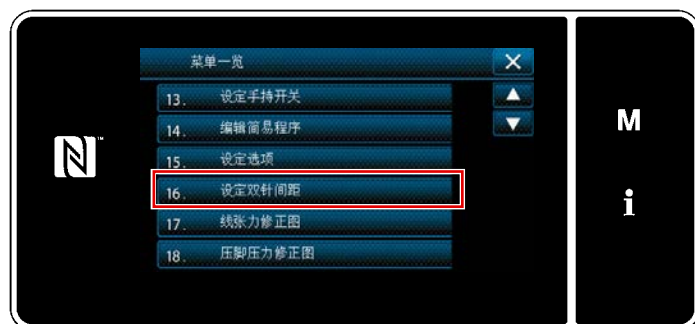 菜单一览
13. 设定手持开关
14. 编辑简易程序
15. 设定选项
16. 设定双针间距
17. 线张力修正图
18. 压脚压力修正图
M
i